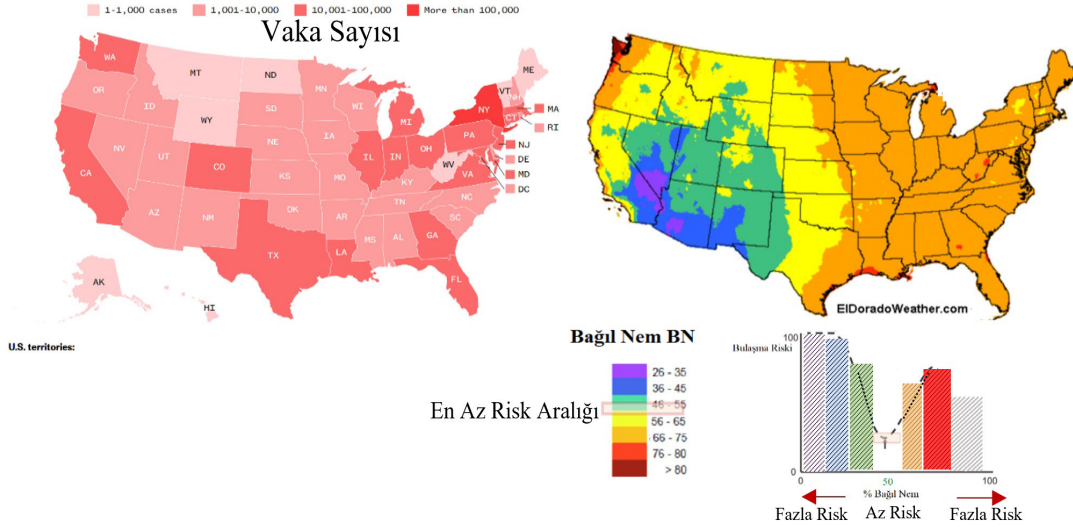 1-1,000 cases 1,001-10,000 10,001-100,000 More than 100,000
Vaka Sayısı
WA
OR
CA
NV
ID
MT
WY
UT
AZ
CO
NM
ND
SD
NE
KS
OK
TX
MN
IA
MO
AR
LA
WI
IL
MI
IN
OH
KY
TN
MS
AL
GA
FL
SC
NC
VA
WV
PA
NY
VT
ME
CT
MA
RI
NJ
DE
MD
DC
AK
HI
U.S. territories:
ElDoradoWeather.com
Bağıl Nem BN
26 - 35
36 - 45
46 - 55
56 - 65
66 - 75
76 - 80
> 80
En Az Risk Aralığı
100
Bulaşma Riski
0
0 50 100
% Bağıl Nem
Fazla Risk Az Risk Fazla Risk